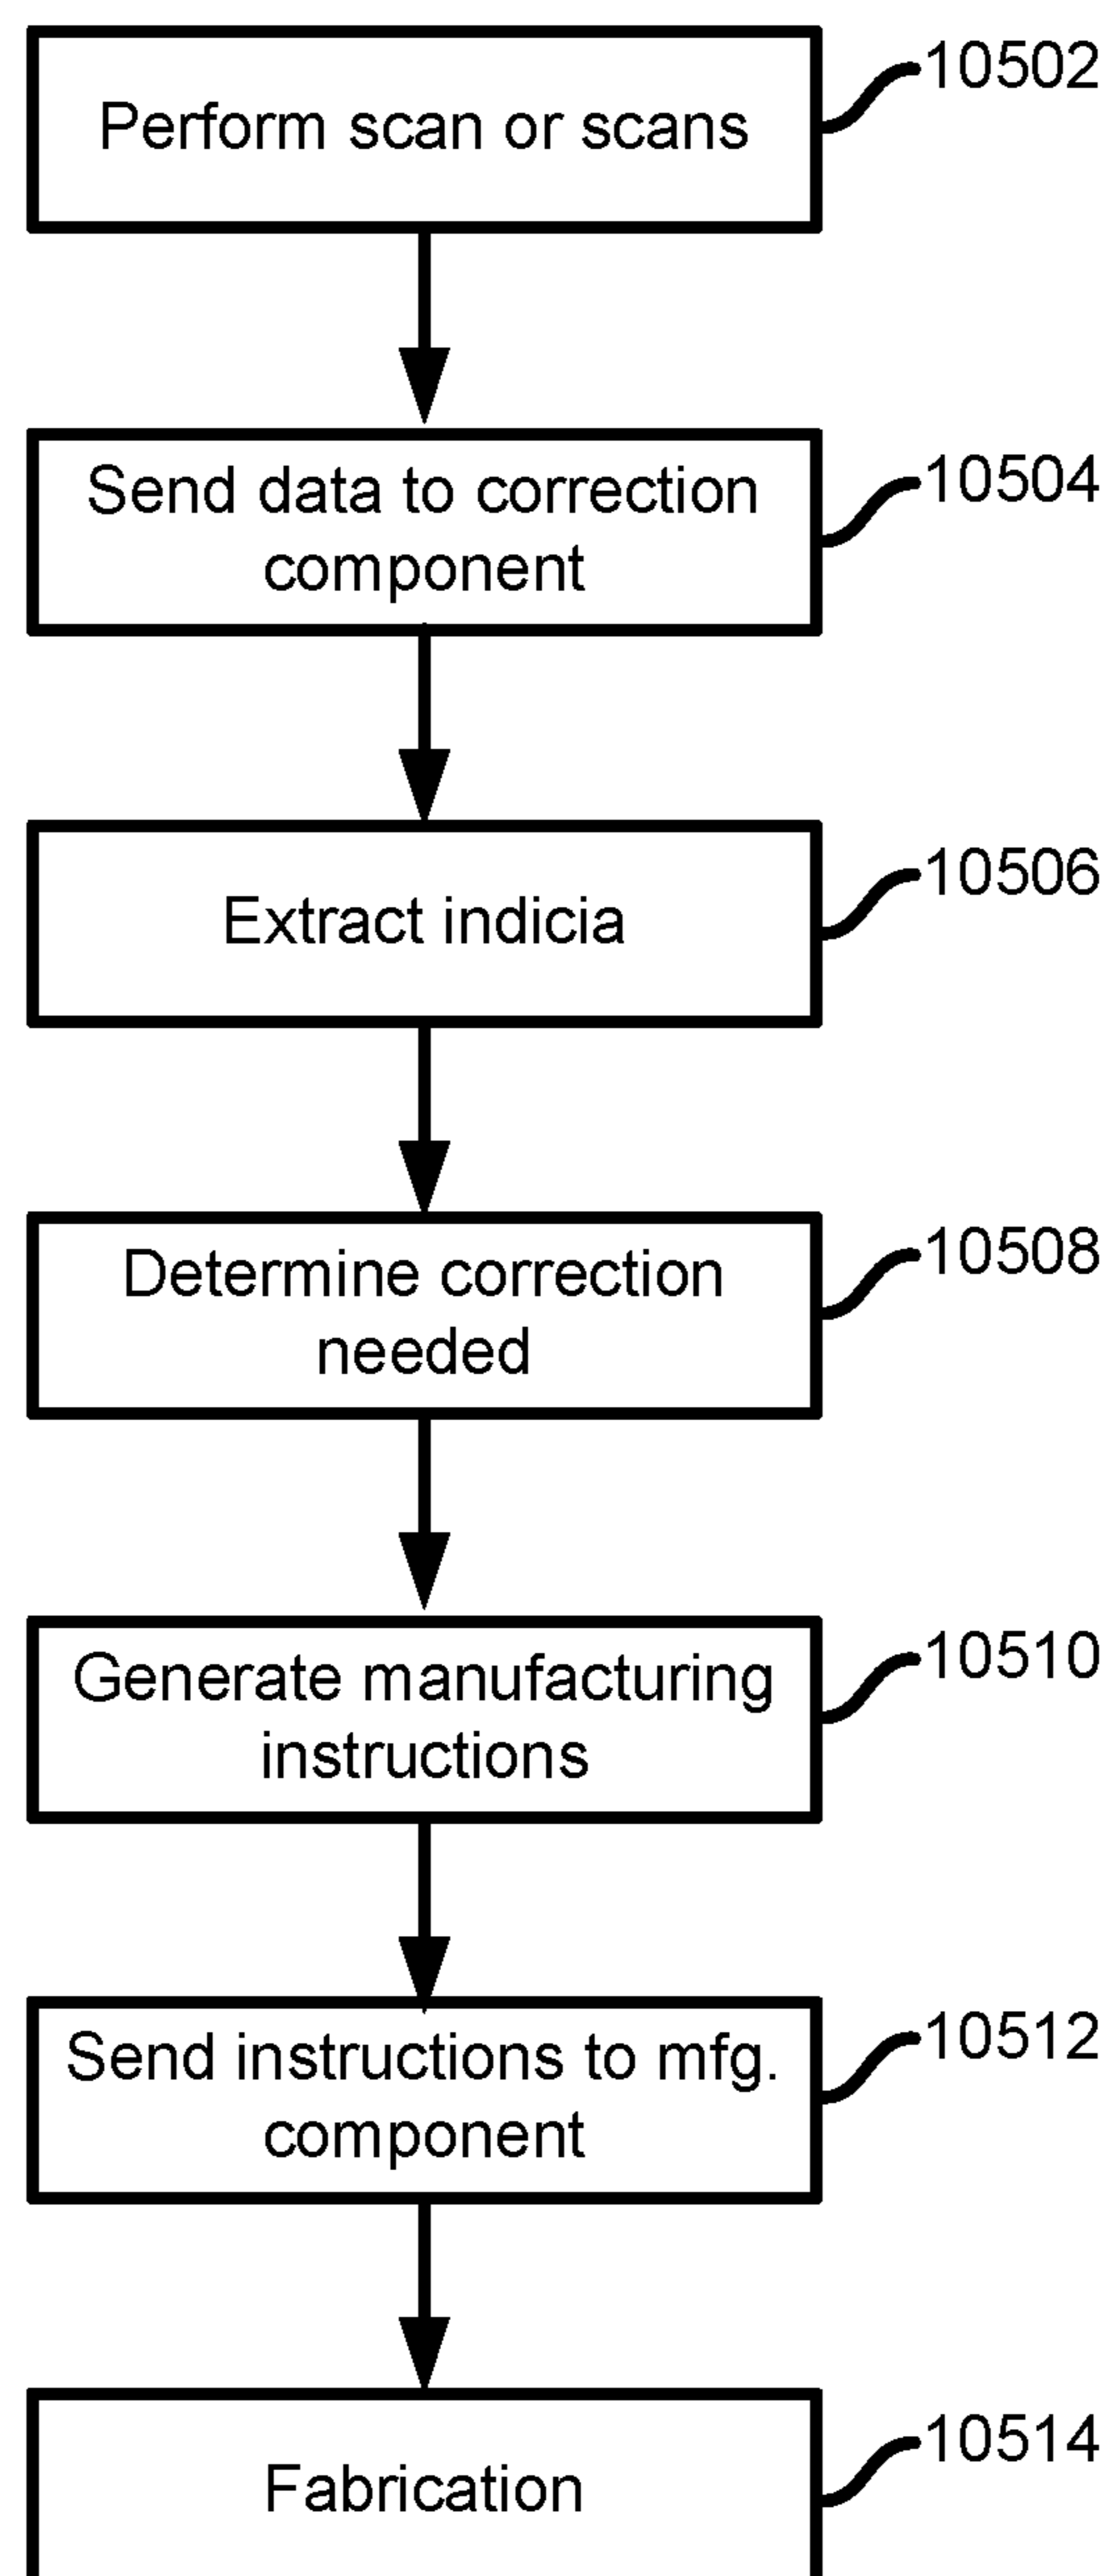 Perform scan or scans
10502
Send data to correction
component
10504
Extract indicia
10506
Determine correction
needed
10508
Generate manufacturing
instructions
10510
Send instructions to mfg.
component
10512
Fabrication
10514